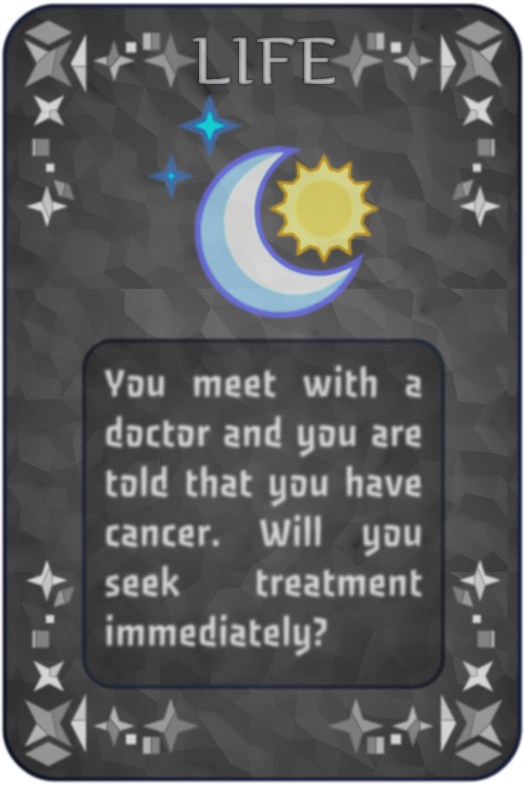 LIFE
You meet with a
doctor and you are
told that you have
cancer. Will you
seek treatment
immediately?